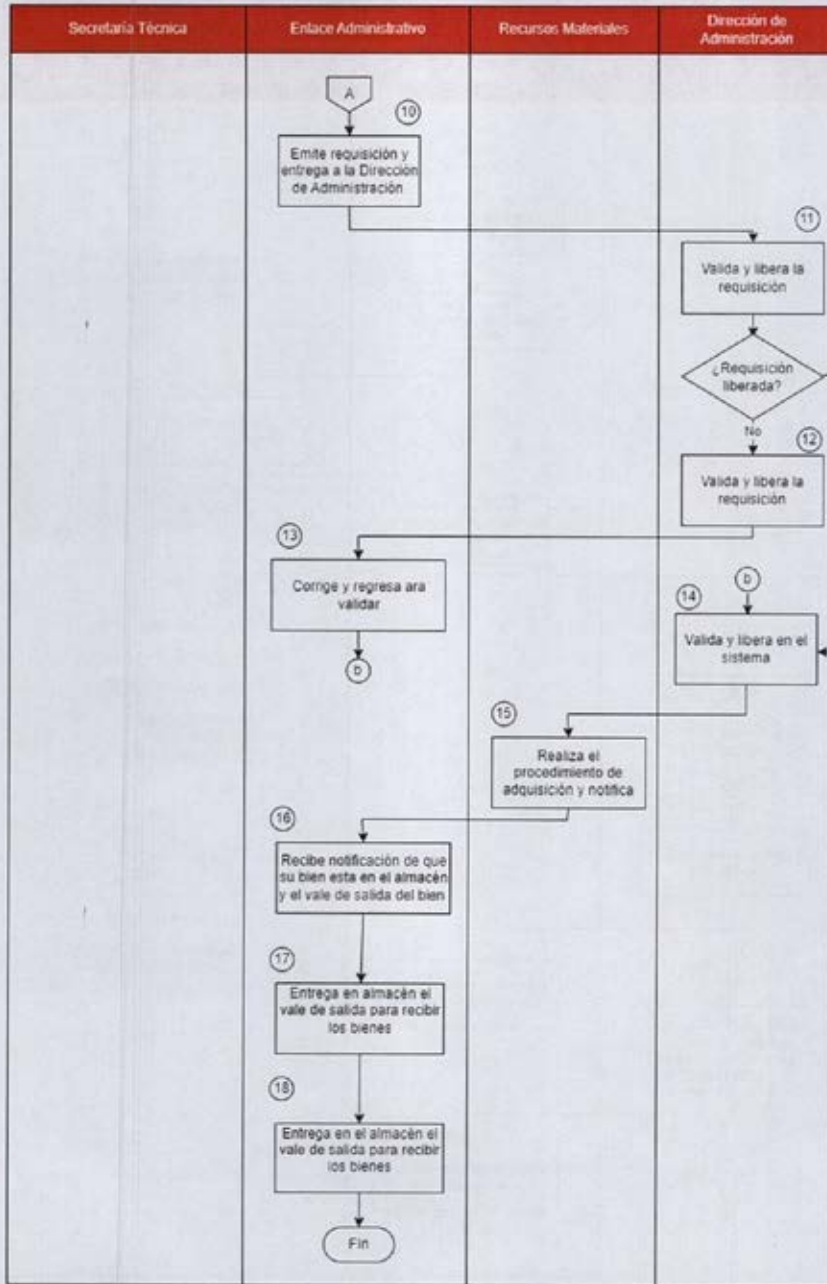 Secretaría Técnica
Enlace Administrativo
Recursos Materiales
Dirección de
Administración
A
10
Emite requisición y
entrega a la Dirección
de Administración
11
Valida y libera la
requisición
¿Requisición
liberada?
No
12
Valida y libera la
requisición
13
Corrige y regresa ara
validar
b
b
14
Valida y libera en el
sistema
15
Realiza el
procedimiento de
adquisición y notifica
16
Recibe notificación de que
su bien esta en el almacén
y el vale de salida del bien
17
Entrega en almacén el
vale de salida para recibir
los bienes
18
Entrega en el almacén el
vale de salida para recibir
los bienes
Fin